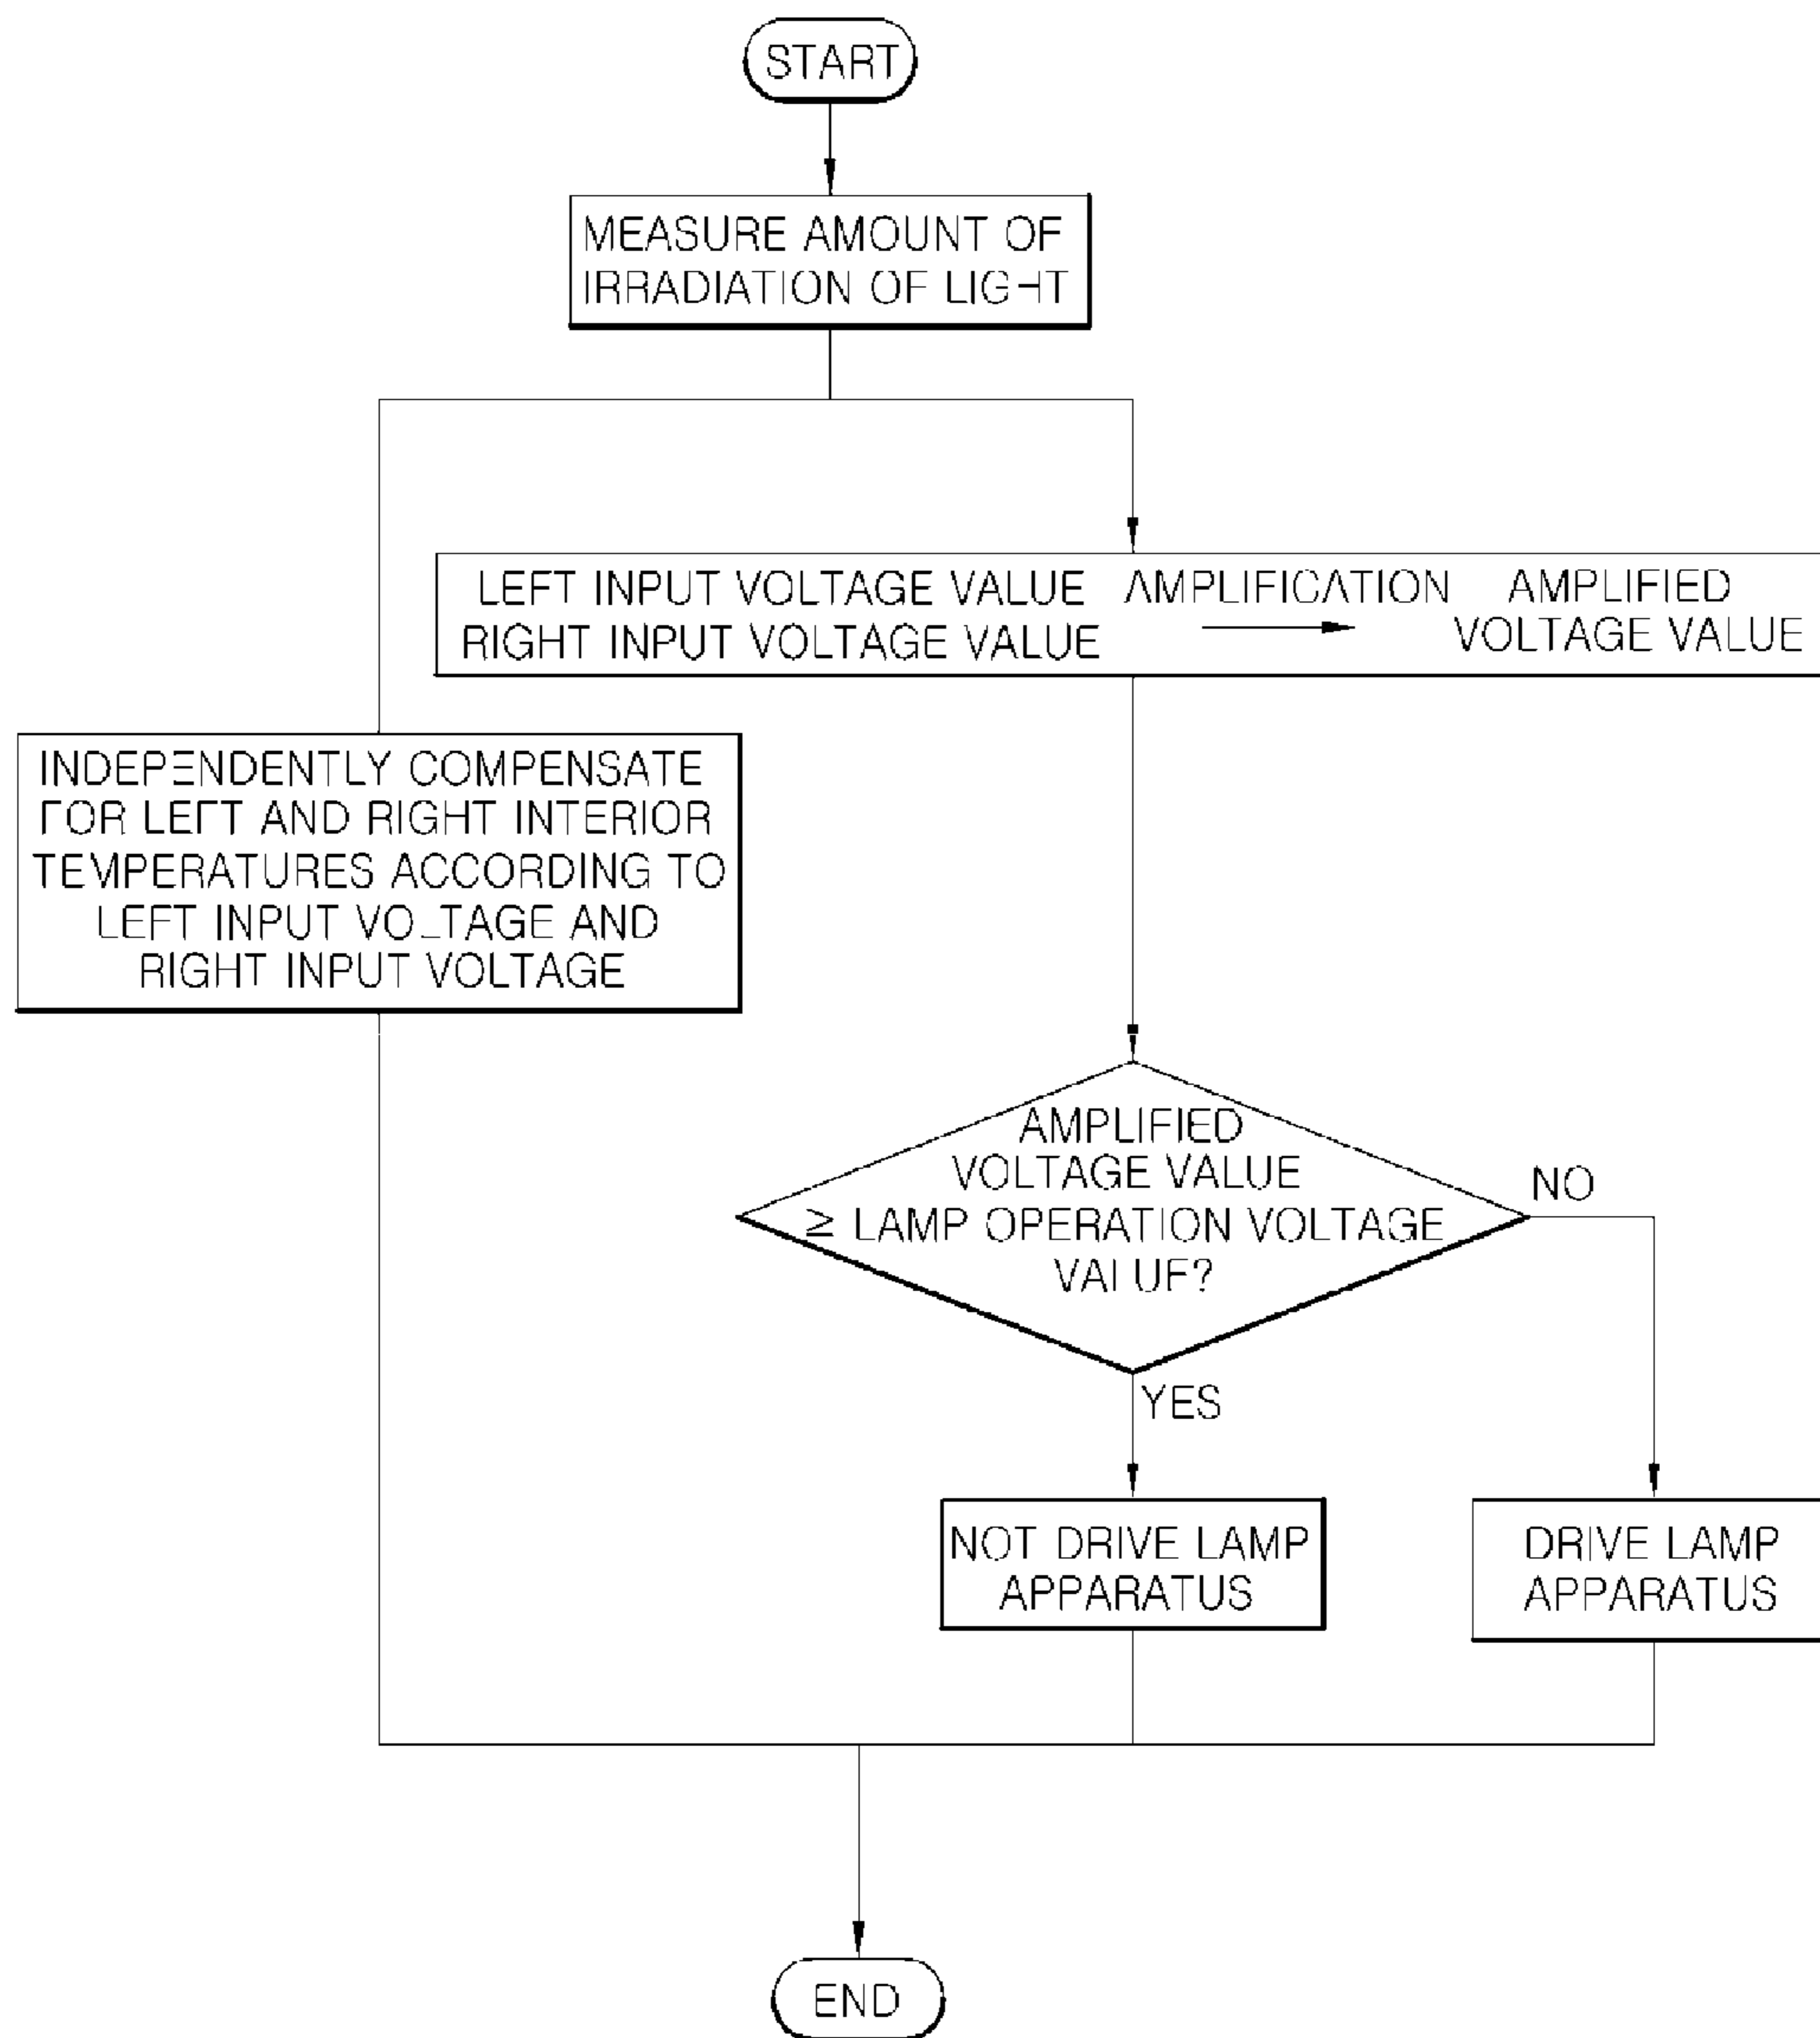 START
MEASURE AMOUNT OF
IRRADIATION OF LIGHT
LEFT INPUT VOLTAGE VALUE AMPLIFICATION AMPLIFIED
RIGHT INPUT VOLTAGE VALUE VOLTAGE VALUE
INDEPENDENTLY COMPENSATE
FOR LEFT AND RIGHT INTERIOR
TEMPERATURES ACCORDING TO
LEFT INPUT VOLTAGE AND
RIGHT INPUT VOLTAGE
AMPLIFIED
VOLTAGE VALUE
≥ LAMP OPERATION VOLTAGE
VALUE?
NO
YES
NOT DRIVE LAMP
APPARATUS
DRIVE LAMP
APPARATUS
END